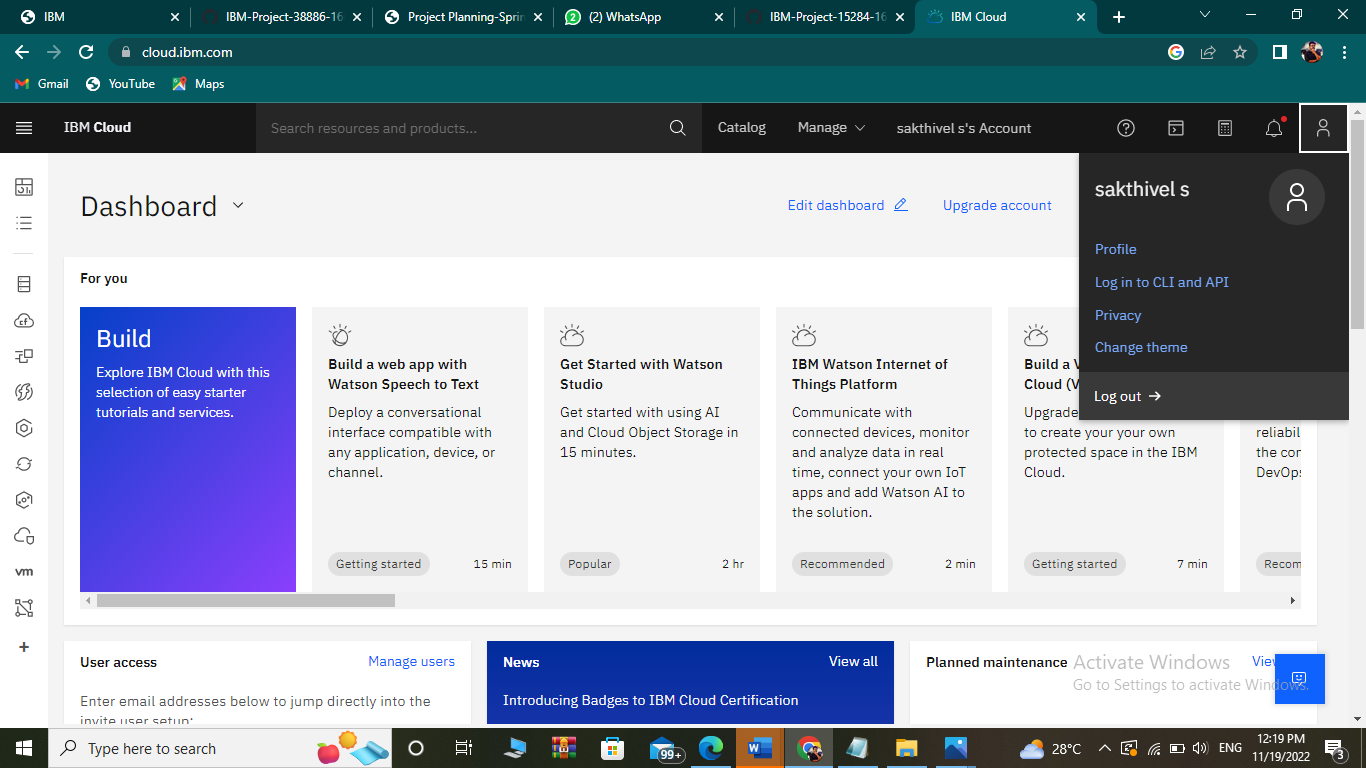 IBM
IBM-Project-38886-16
Project Planning-Sprin
(2) WhatsApp
IBM-Project-15284-16
IBM Cloud
cloud.ibm.com
Gmail
YouTube
Maps
IBM Cloud
Search resources and products...
Catalog
Manage
sakthivel s's Account
Dashboard
Edit dashboard
Upgrade account
sakthivel s
Profile
Log in to CLI and API
Privacy
Change theme
Log out
For you
Build
Explore IBM Cloud with this
selection of easy starter
tutorials and services.
Build a web app with
Watson Speech to Text
Deploy a conversational
interface compatible with
any application, device, or
channel.
Getting started
15 min
Get Started with Watson
Studio
Get started with using AI
and Cloud Object Storage in
15 minutes.
Popular
2 hr
IBM Watson Internet of
Things Platform
Communicate with
connected devices, monitor
and analyze data in real
time, connect your own IoT
apps and add Watson AI to
the solution.
Recommended
2 min
Build a V
Cloud (V
Upgrade
to create your your own
protected space in the IBM
Cloud.
Getting started
7 min
reliabil
the cor
DevOps
Recom
User access
Manage users
Enter email addresses below to jump directly into the
invite user setup:
News
View all
Introducing Badges to IBM Cloud Certification
Planned maintenance
View
Activate Windows
Go to Settings to activate Windows.
cf
vm
Type here to search
99+
28°C
ENG
12:19 PM
11/19/2022
3